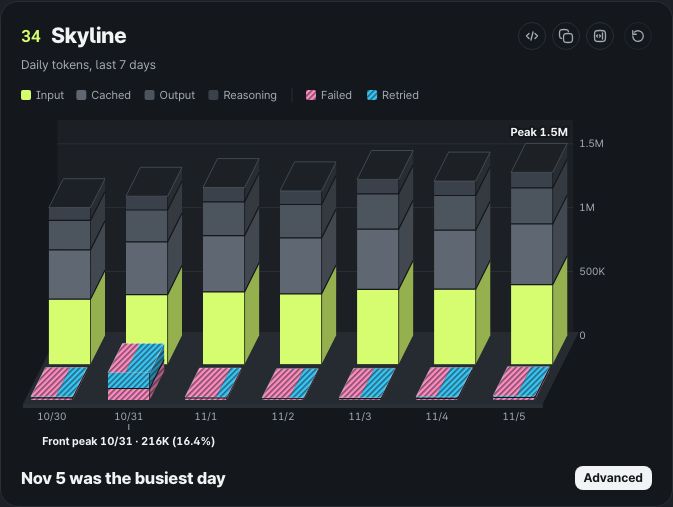 34 Skyline
Daily tokens, last 7 days
Input Cached Output Reasoning Failed Retried
Peak 1.5M
1.5M
1M
500K
0
10/30 10/31 11/1 11/2 11/3 11/4 11/5
Front peak 10/31 · 216K (16.4%)
Nov 5 was the busiest day
Advanced